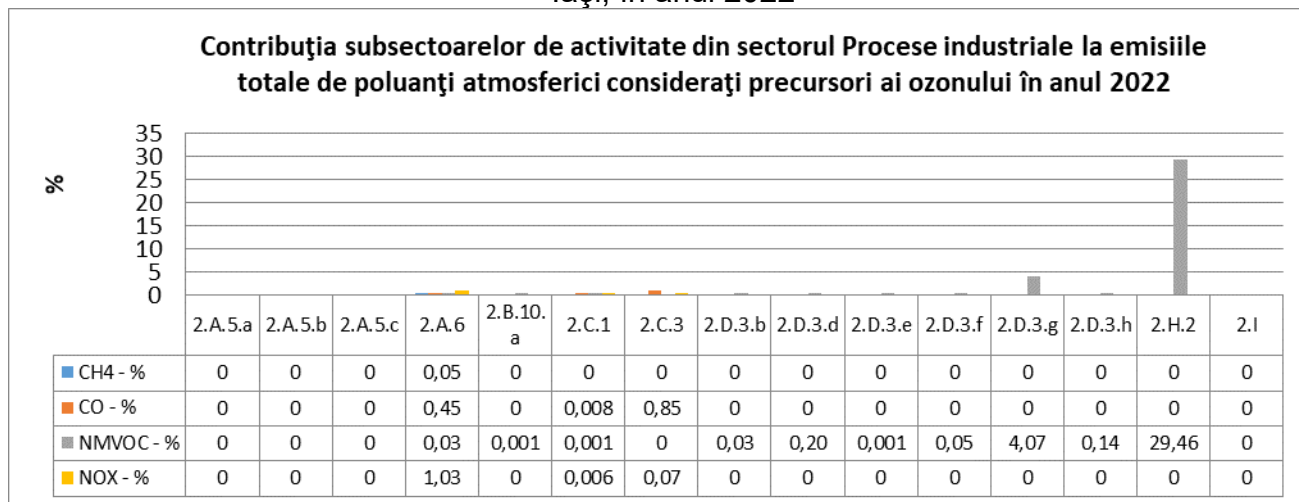 Iaşi, în anul 2022
Contribuţia subsectoarelor de activitate din sectorul Procese industriale la emisiile
totale de poluanţi atmosferici consideraţi precursori ai ozonului în anul 2022
%
35
30
25
20
15
10
5
0
2.A.5.a 2.A.5.b 2.A.5.c 2.A.6 2.B.10. 2.C.1 2.C.3 2.D.3.b 2.D.3.d 2.D.3.e 2.D.3.f 2.D.3.g 2.D.3.h 2.H.2 2.I
a
CH4 - % 0 0 0 0,05 0 0 0 0 0 0 0 0 0 0 0
CO - % 0 0 0 0,45 0 0,008 0,85 0 0 0 0 0 0 0 0
NMVOC - % 0 0 0 0,03 0,001 0,001 0 0,03 0,20 0,001 0,05 4,07 0,14 29,46 0
NOX - % 0 0 0 1,03 0 0,006 0,07 0 0 0 0 0 0 0 0